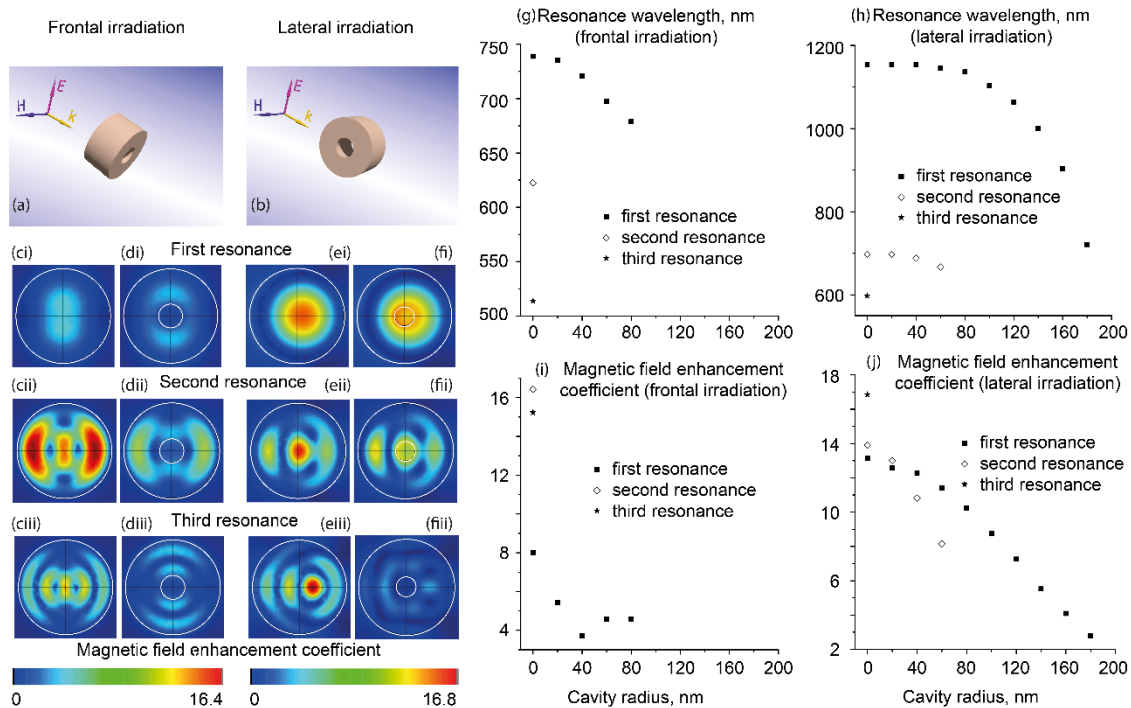 Frontal irradiation
Lateral irradiation
E
H
k
(a)
E
H
k
(b)
First resonance
(ci)
(di)
(ei)
(fi)
Second resonance
(cii)
(dii)
(eii)
(fii)
Third resonance
(ciii)
(diii)
(eiii)
(fiii)
Magnetic field enhancement coefficient
0
16.4
0
16.8
(g) Resonance wavelength, nm
(frontal irradiation)
750
700
650
600
550
500
first resonance
second resonance
third resonance
0 40 80 120 160 200
(h) Resonance wavelength, nm
(lateral irradiation)
1200
1000
800
600
first resonance
second resonance
third resonance
0 40 80 120 160 200
(i) Magnetic field enhancement
coefficient (frontal irradiation)
16
12
8
4
first resonance
second resonance
third resonance
0 40 80 120 160 200
Cavity radius, nm
Magnetic field enhancement (j)
coefficient (lateral irradiation)
18
14
10
6
2
first resonance
second resonance
third resonance
0 40 80 120 160 200
Cavity radius, nm